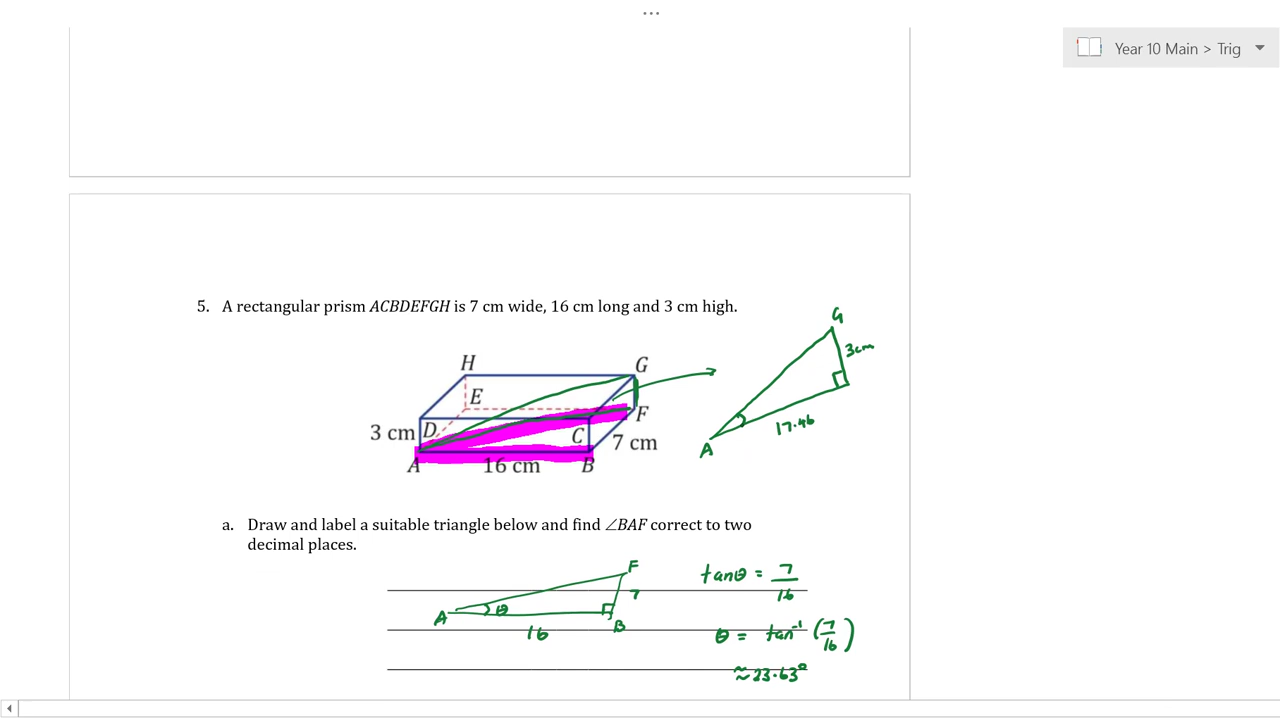 ...
Year 10 Main > Trig
5. A rectangular prism ACBDEFGH is 7 cm wide, 16 cm long and 3 cm high.
G
3cm
17.46
A
H
G
E
3 cm
D
C
F
7 cm
A
16 cm
B
a. Draw and label a suitable triangle below and find ∠BAF correct to two
decimal places.
F
tanθ = 7/16
7
A
θ
B
16
θ = tan⁻¹ (7/16)
≈23.63°